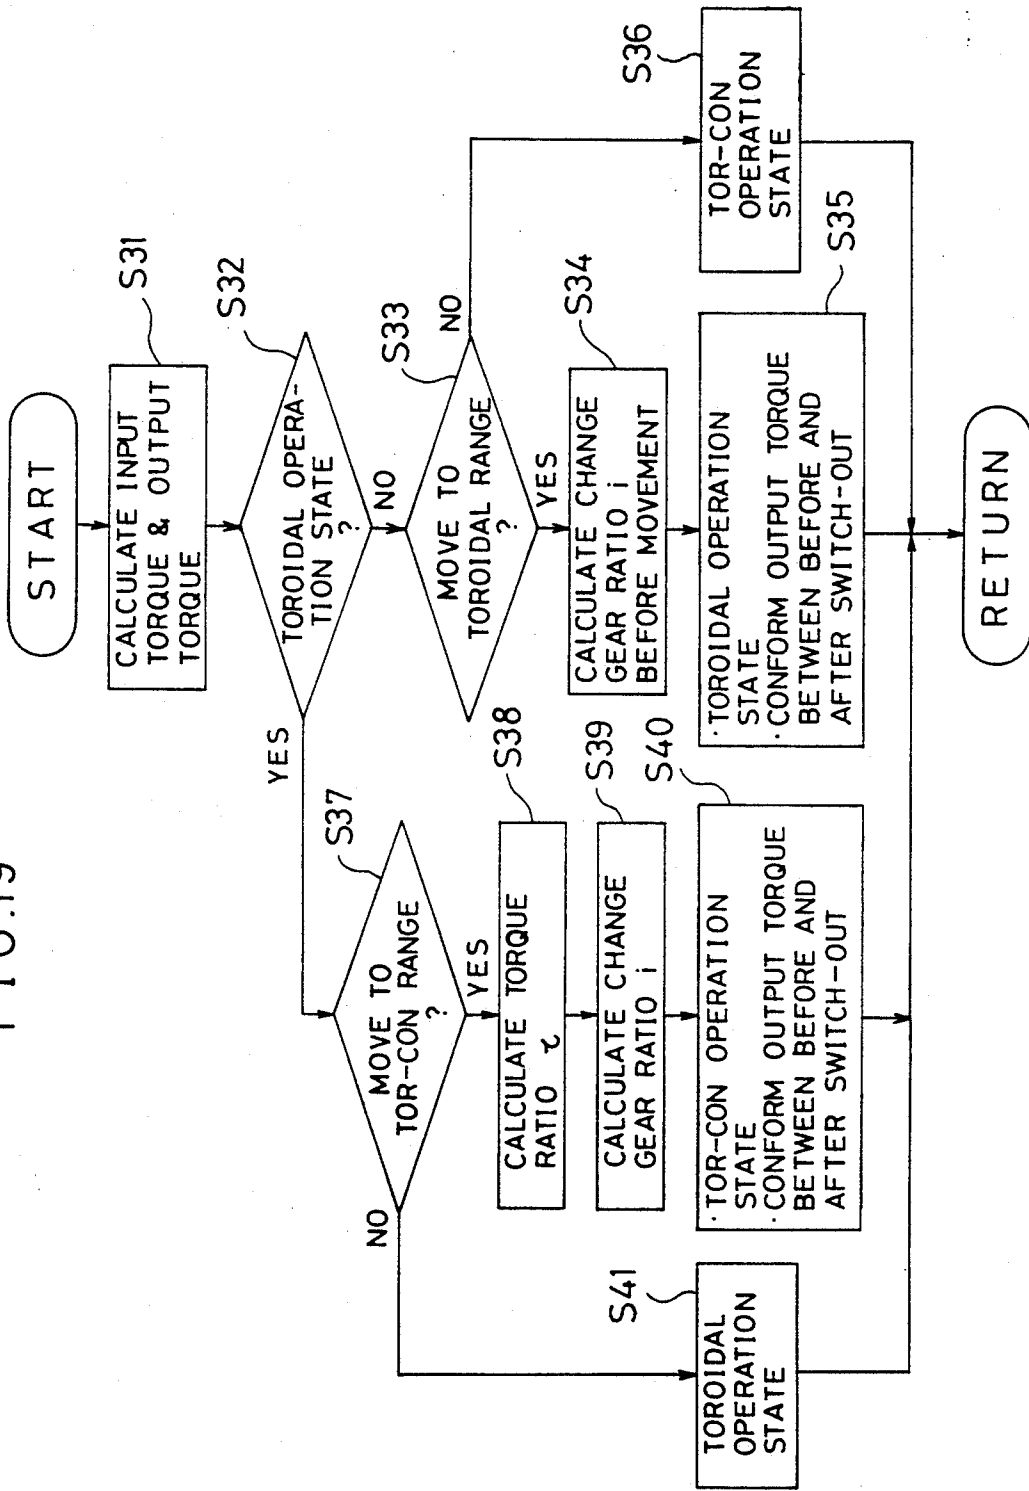 FIG.19
START
CALCULATE INPUT
TORQUE & OUTPUT
TORQUE
S31
TOROIDAL OPERA-
TION STATE
?
S32
YES
NO
MOVE TO
TOROIDAL RANGE
?
S33
NO
YES
CALCULATE CHANGE
GEAR RATIO i
BEFORE MOVEMENT
S34
·TOROIDAL OPERATION
STATE
·CONFORM OUTPUT TORQUE
BETWEEN BEFORE AND
AFTER SWITCH-OUT
S35
TOR-CON
OPERATION
STATE
S36
MOVE TO
TOR-CON RANGE
?
S37
NO
YES
CALCULATE TORQUE
RATIO τ
S38
CALCULATE CHANGE
GEAR RATIO i
S39
·TOR-CON OPERATION
STATE
·CONFORM OUTPUT TORQUE
BETWEEN BEFORE AND
AFTER SWITCH-OUT
S40
TOROIDAL
OPERATION
STATE
S41
RETURN